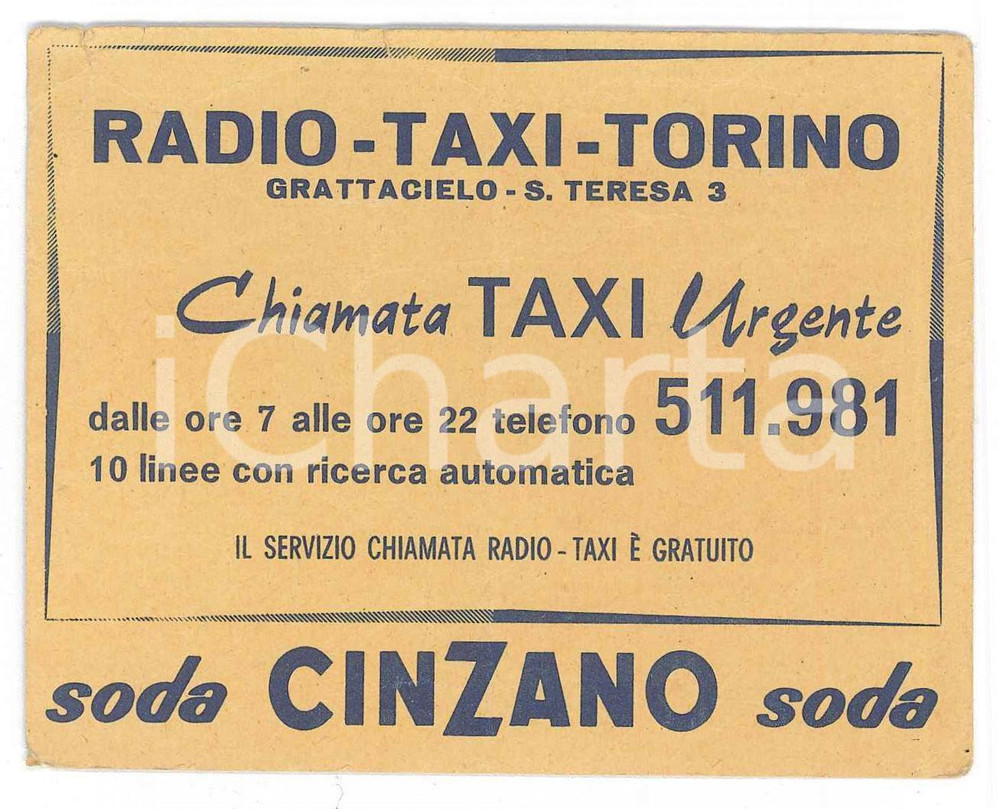 RADIO-TAXI-TORINO
GRATTACIELO - S. TERESA 3
Chiamata TAXI Urgente
dalle ore 7 alle ore 22 telefono 511.981
10 linee con ricerca automatica
IL SERVIZIO CHIAMATA RADIO-TAXI È GRATUITO
soda CINZANO soda
iCharta